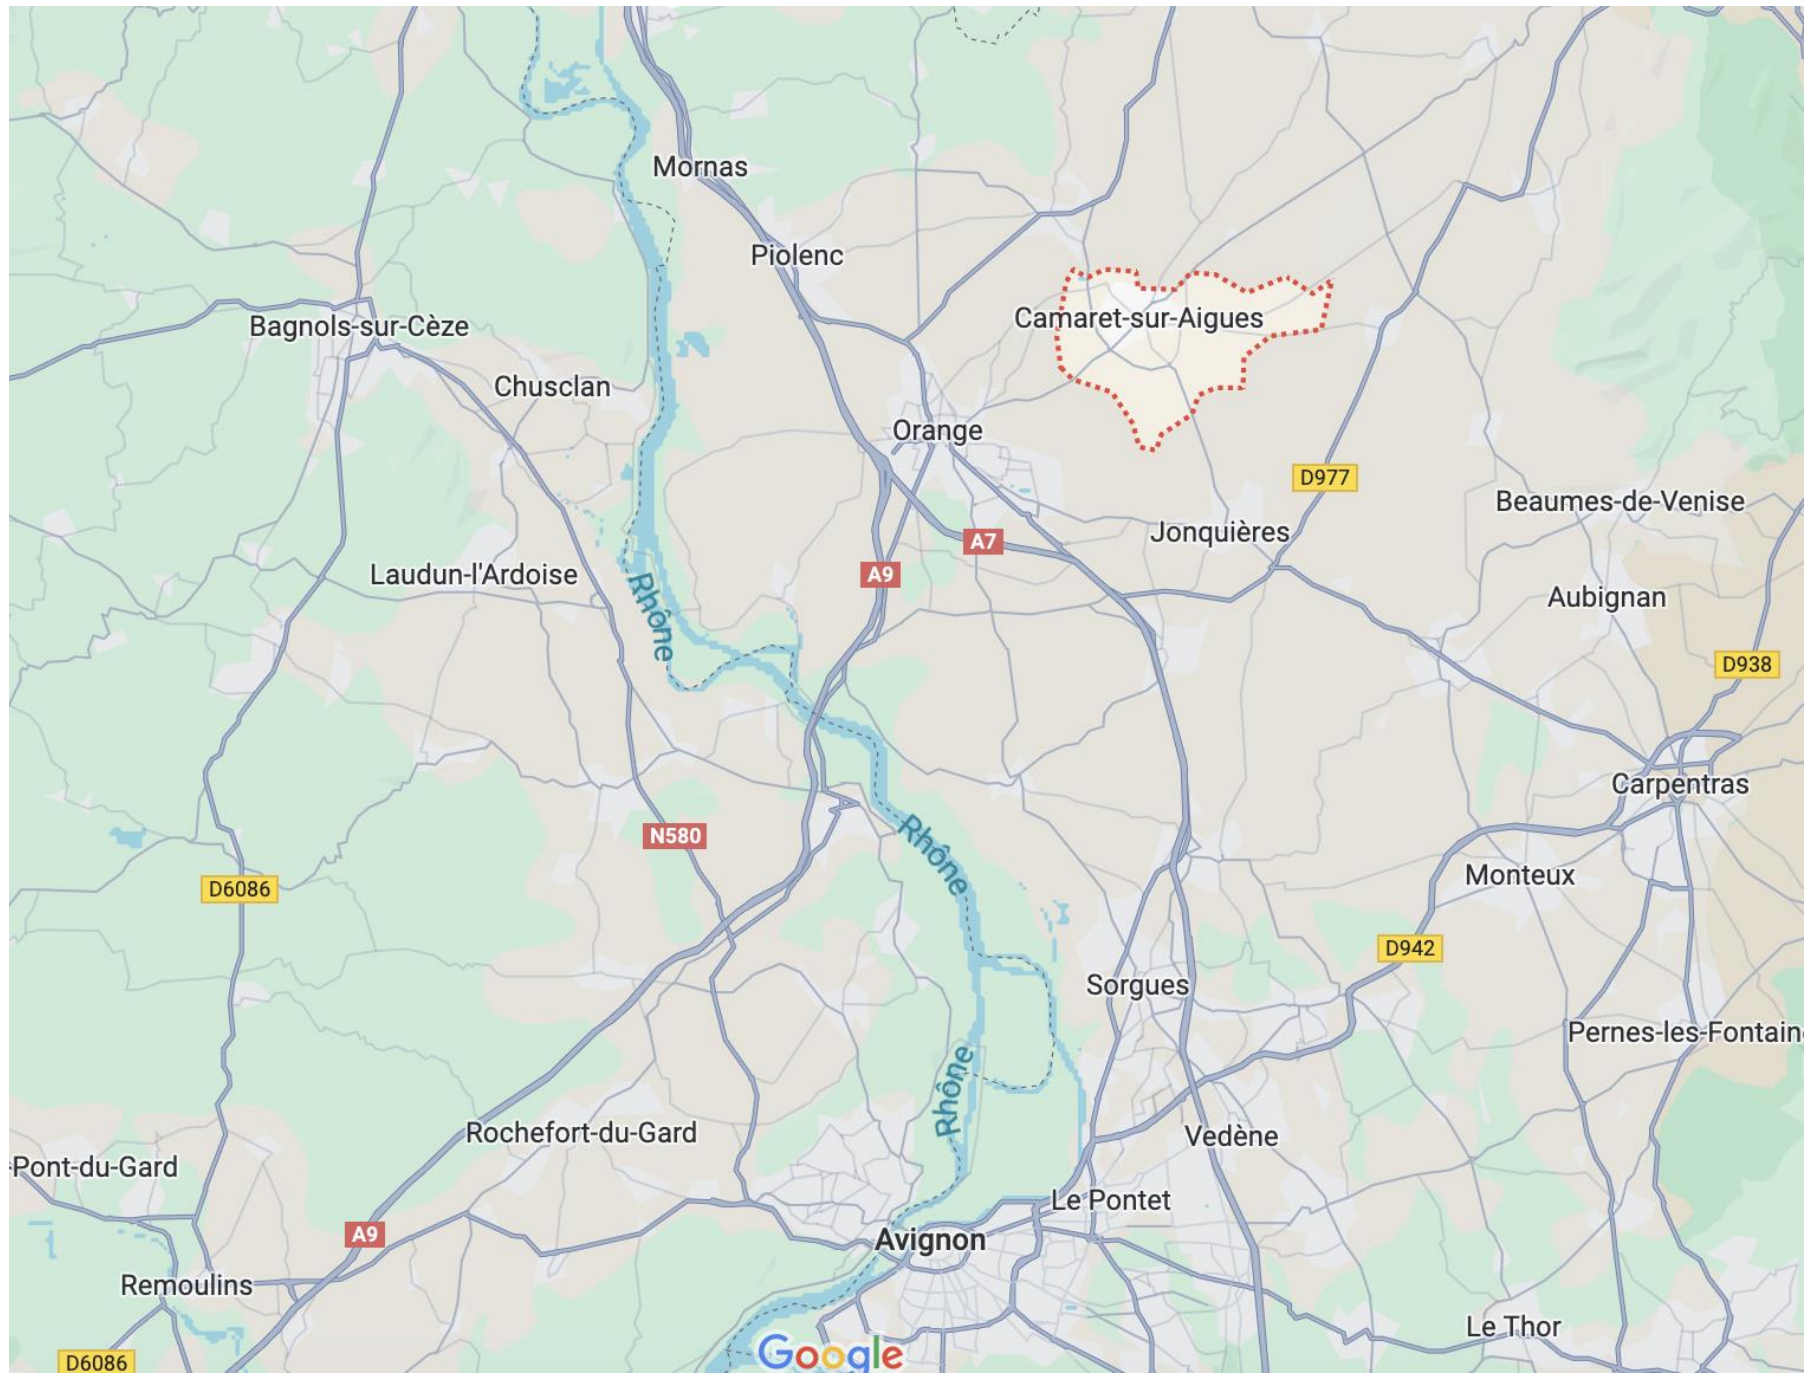 Mornas
Piolenc
Bagnols-sur-Cèze
Camaret-sur-Aigues
Chusclan
Orange
D977
Beaumes-de-Venise
Jonquières
A7
Laudun-l'Ardoise
A9
Aubignan
Rhône
D938
Carpentras
N580
Rhône
Monteux
D6086
D942
Sorgues
Pernes-les-Fontain
Rhône
Rochefort-du-Gard
Vedène
-Pont-du-Gard
Le Pontet
A9
Avignon
Remoulins
Le Thor
Google
D6086